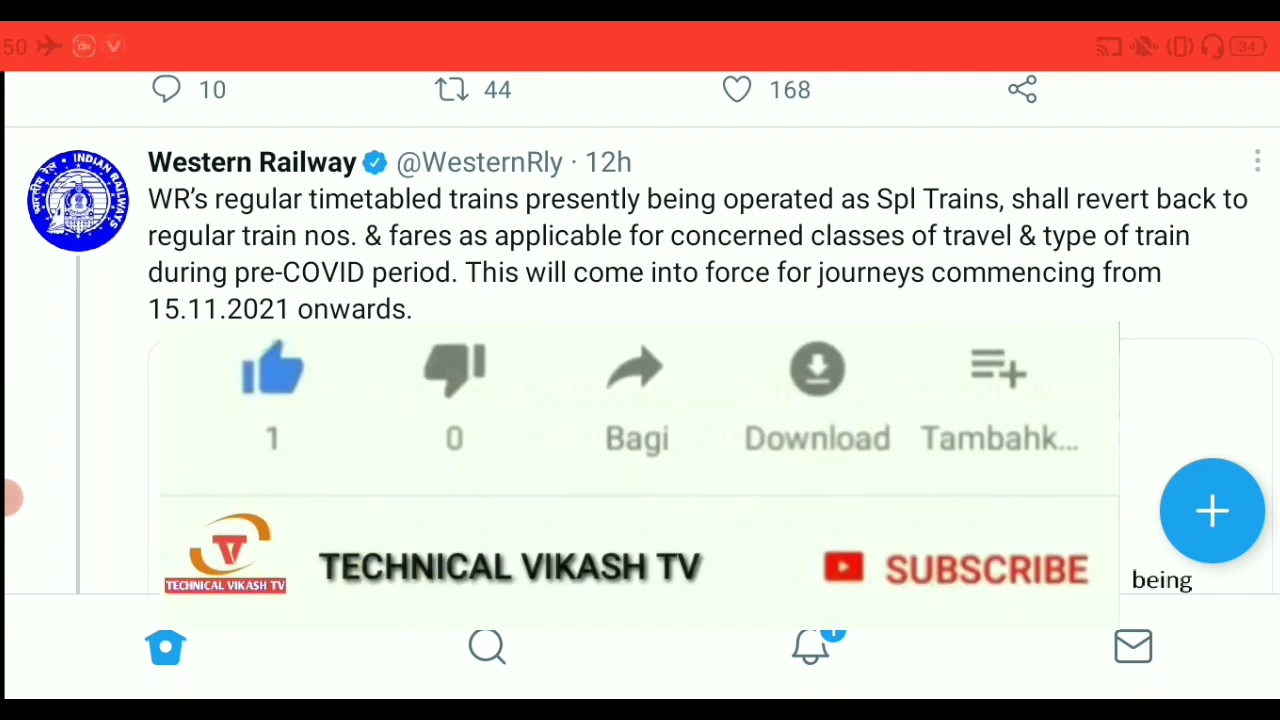 :50
34
10 44 168
Western Railway @WesternRly · 12h
WR's regular timetabled trains presently being operated as Spl Trains, shall revert back to
regular train nos. & fares as applicable for concerned classes of travel & type of train
during pre-COVID period. This will come into force for journeys commencing from
15.11.2021 onwards.
भारतीय रेल INDIAN RAILWAYS
1 0 Bagi Download Tambahk...
TECHNICAL VIKASH TV
TECHNICAL VIKASH TV SUBSCRIBE
being